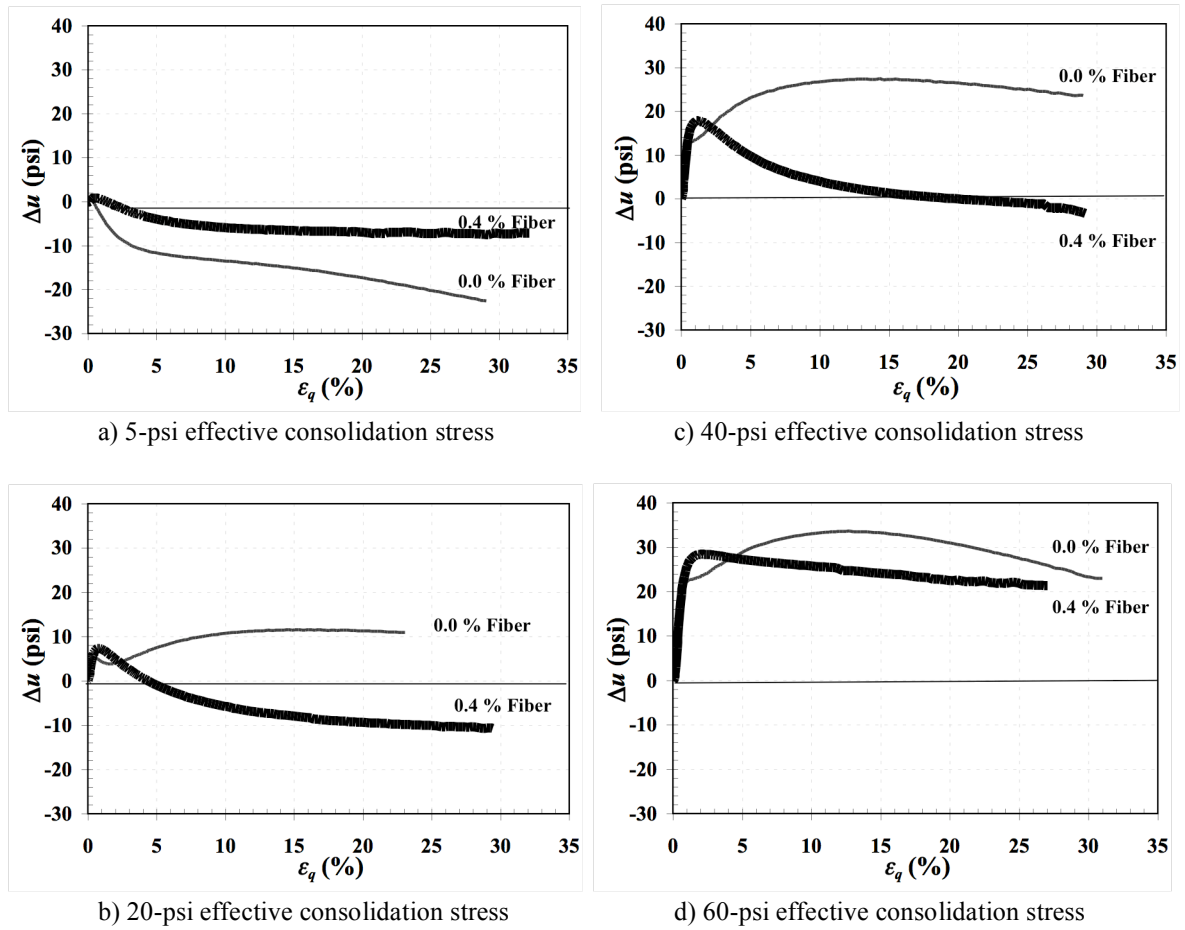 40
30
20
10
0
-10
-20
-30
Δu (psi)
0.4 % Fiber
0.0 % Fiber
0 5 10 15 20 25 30 35
εq (%)
a) 5-psi effective consolidation stress
40
30
20
10
0
-10
-20
-30
Δu (psi)
0.0 % Fiber
0.4 % Fiber
0 5 10 15 20 25 30 35
εq (%)
c) 40-psi effective consolidation stress
40
30
20
10
0
-10
-20
-30
Δu (psi)
0.0 % Fiber
0.4 % Fiber
0 5 10 15 20 25 30 35
εq (%)
b) 20-psi effective consolidation stress
40
30
20
10
0
-10
-20
-30
Δu (psi)
0.0 % Fiber
0.4 % Fiber
0 5 10 15 20 25 30 35
εq (%)
d) 60-psi effective consolidation stress